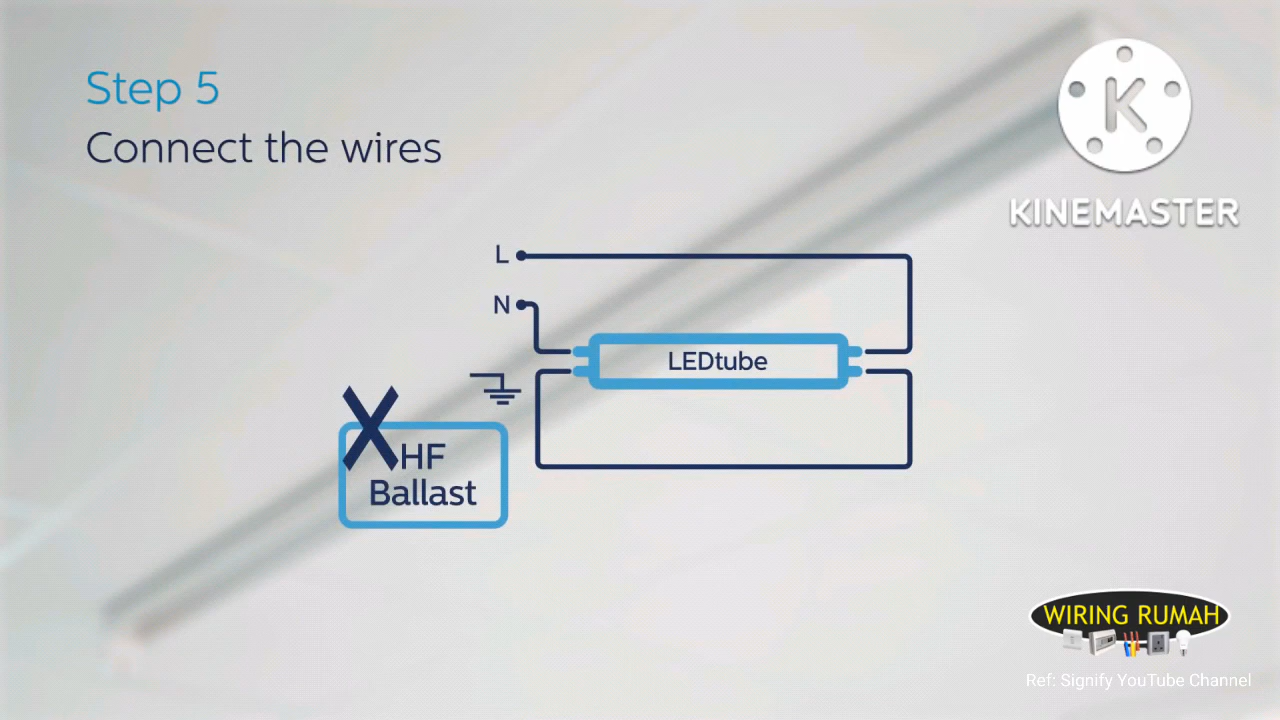 Step 5
Connect the wires
K
KINEMASTER
L
N
LEDtube
X
HF
Ballast
WIRING RUMAH
Ref: Signify YouTube Channel